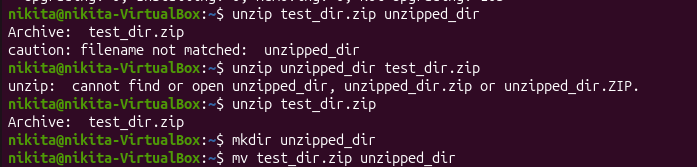 nikita@nikita-VirtualBox:~$ unzip test_dir.zip unzipped_dir
Archive:  test_dir.zip
caution: filename not matched:  unzipped_dir
nikita@nikita-VirtualBox:~$ unzip unzipped_dir test_dir.zip
unzip:  cannot find or open unzipped_dir, unzipped_dir.zip or unzipped_dir.ZIP.
nikita@nikita-VirtualBox:~$ unzip test_dir.zip
Archive:  test_dir.zip
nikita@nikita-VirtualBox:~$ mkdir unzipped_dir
nikita@nikita-VirtualBox:~$ mv test_dir.zip unzipped_dir